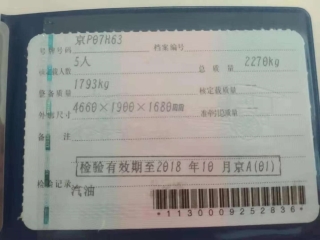 号牌号码 京P07H63 档案编号
核定载人数 5人 总质量 2270kg
整备质量 1793kg 核定载质量
外廓尺寸 4660×1900×1680mm 准牵引总质量
备注
检验有效期至2018年10月京A(01)
检验记录
汽油
*1130009252836*